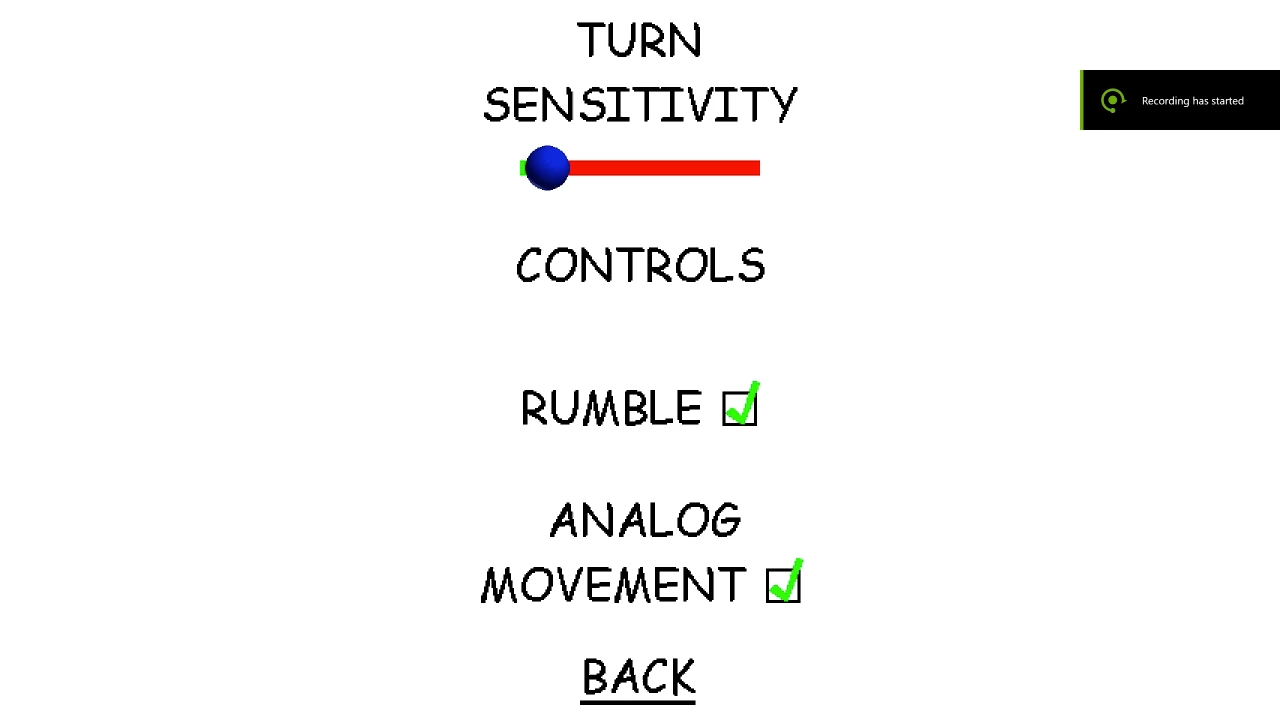 TURN
SENSITIVITY
Recording has started
CONTROLS
RUMBLE
ANALOG
MOVEMENT
BACK